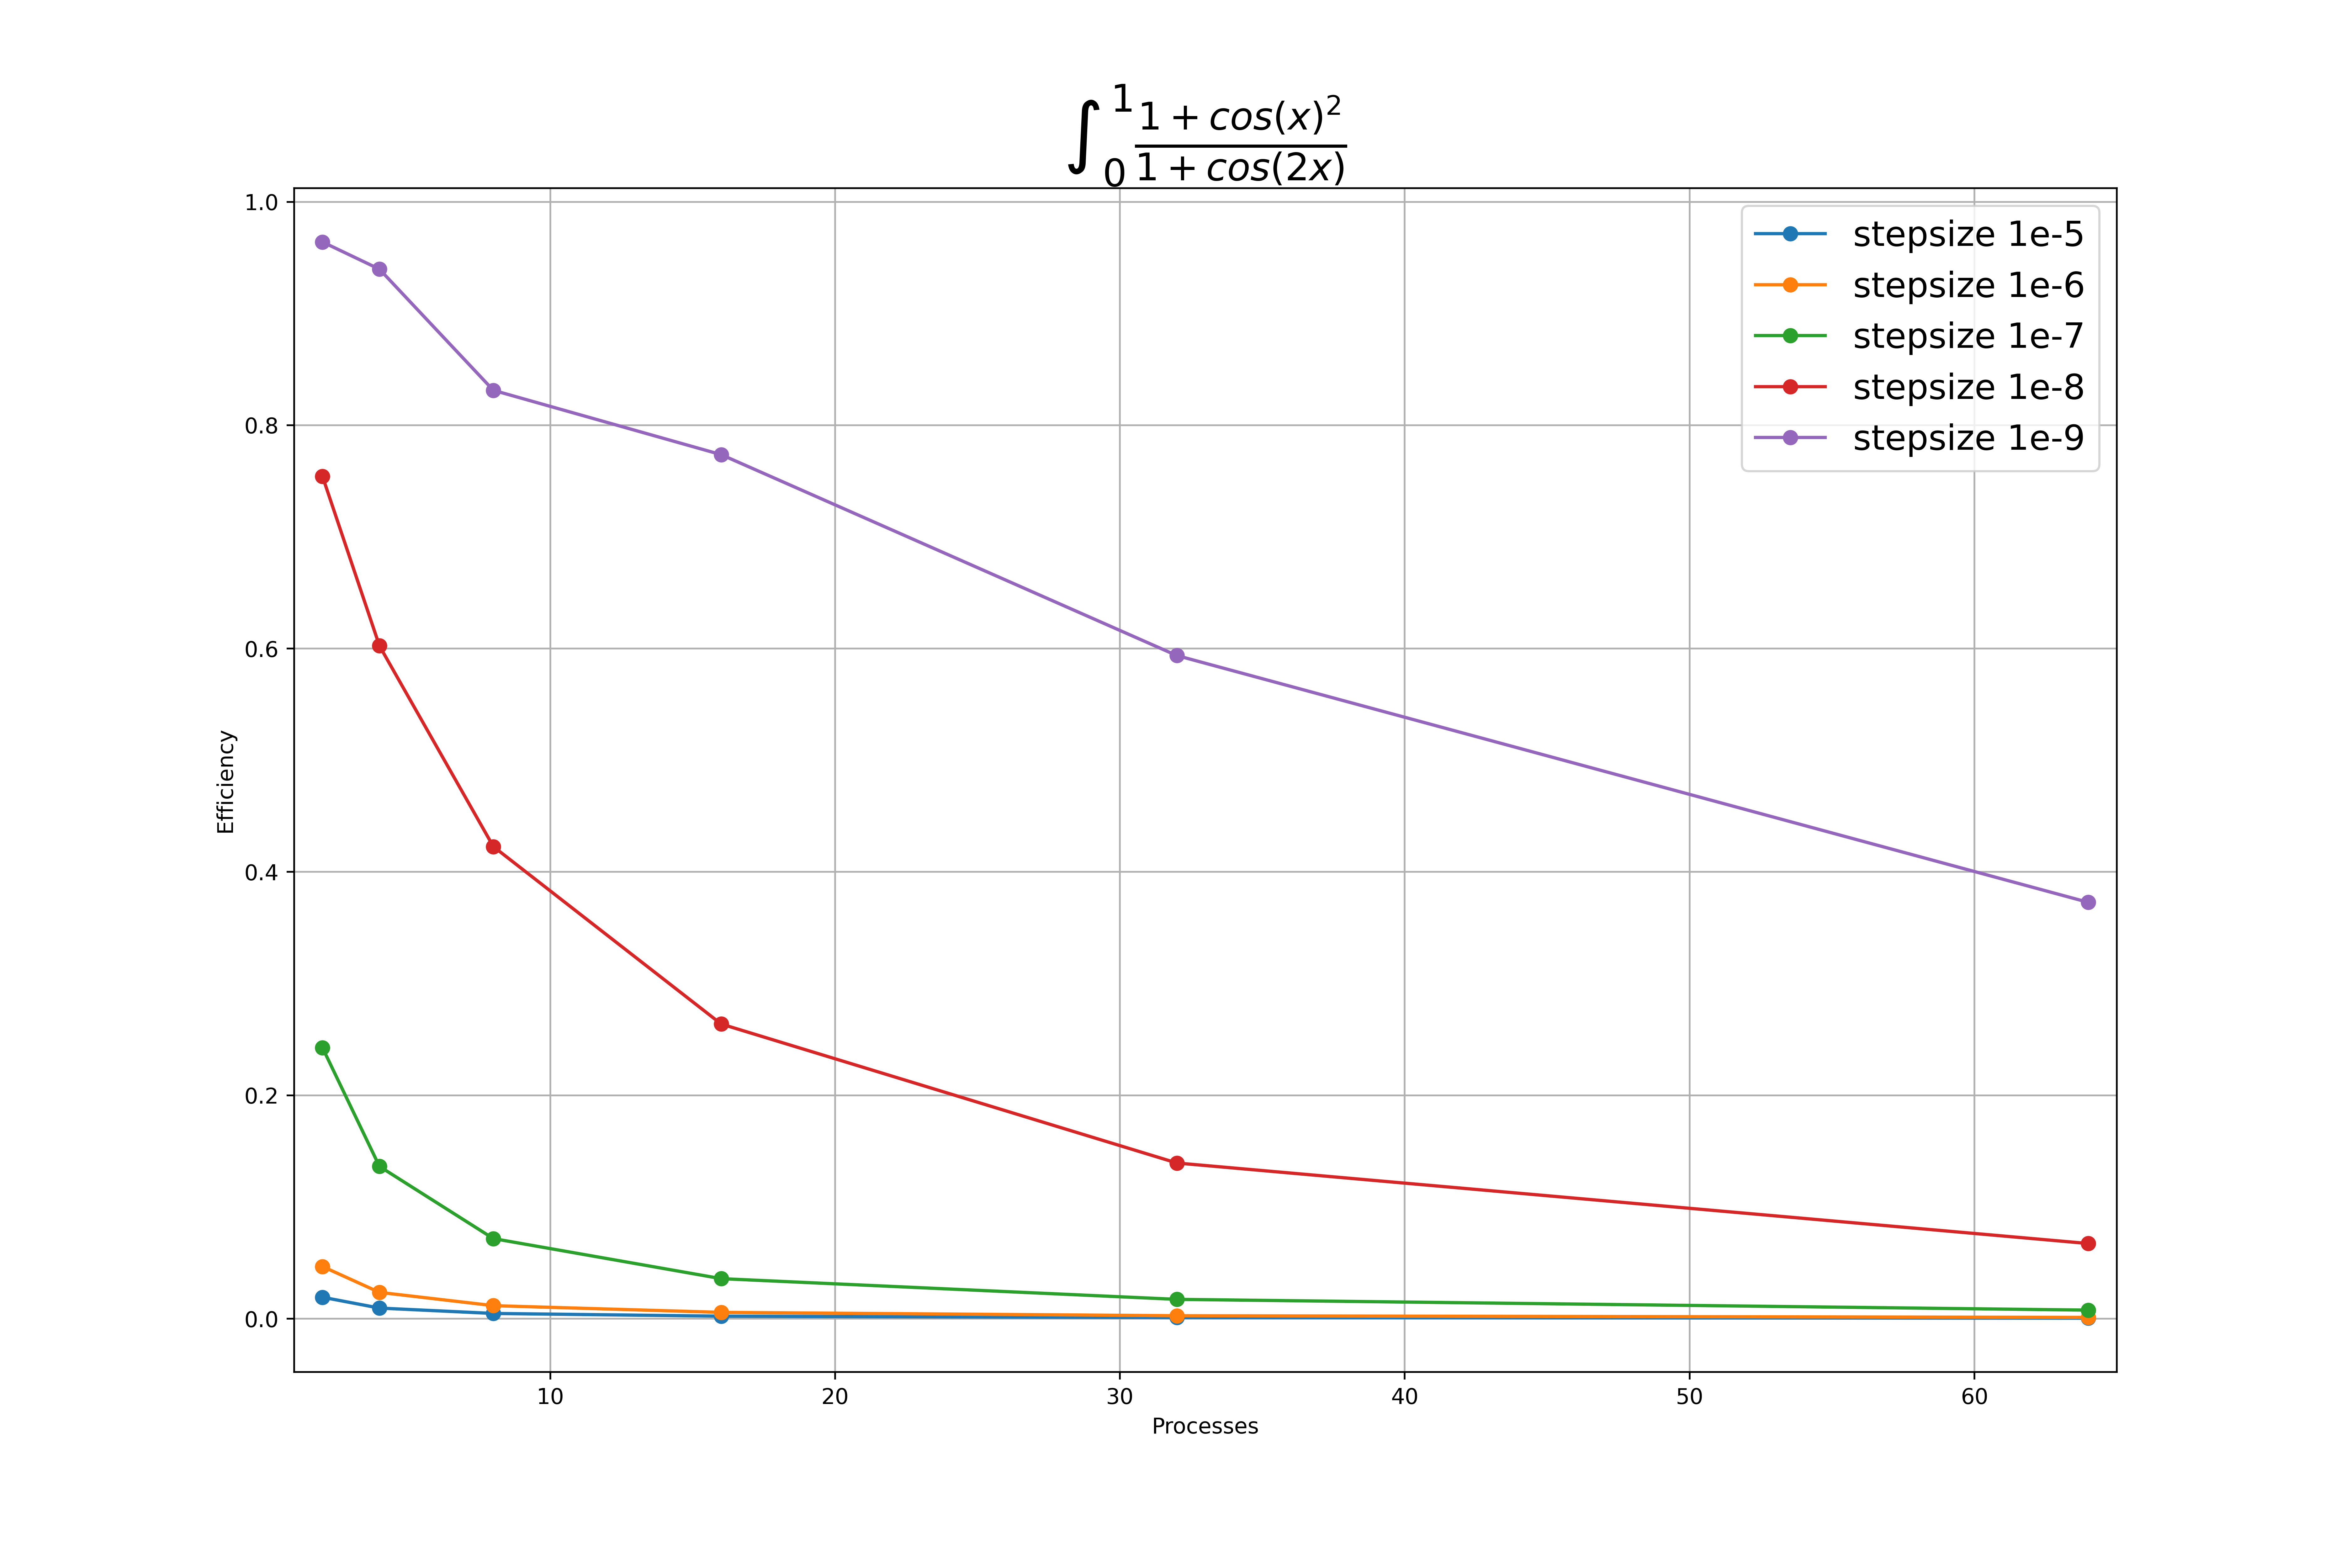 ∫₀¹ (1 + cos(x)²)/(1 + cos(2x))
1.0
0.8
0.6
0.4
0.2
0.0
Efficiency
10 20 30 40 50 60
Processes
stepsize 1e-5
stepsize 1e-6
stepsize 1e-7
stepsize 1e-8
stepsize 1e-9